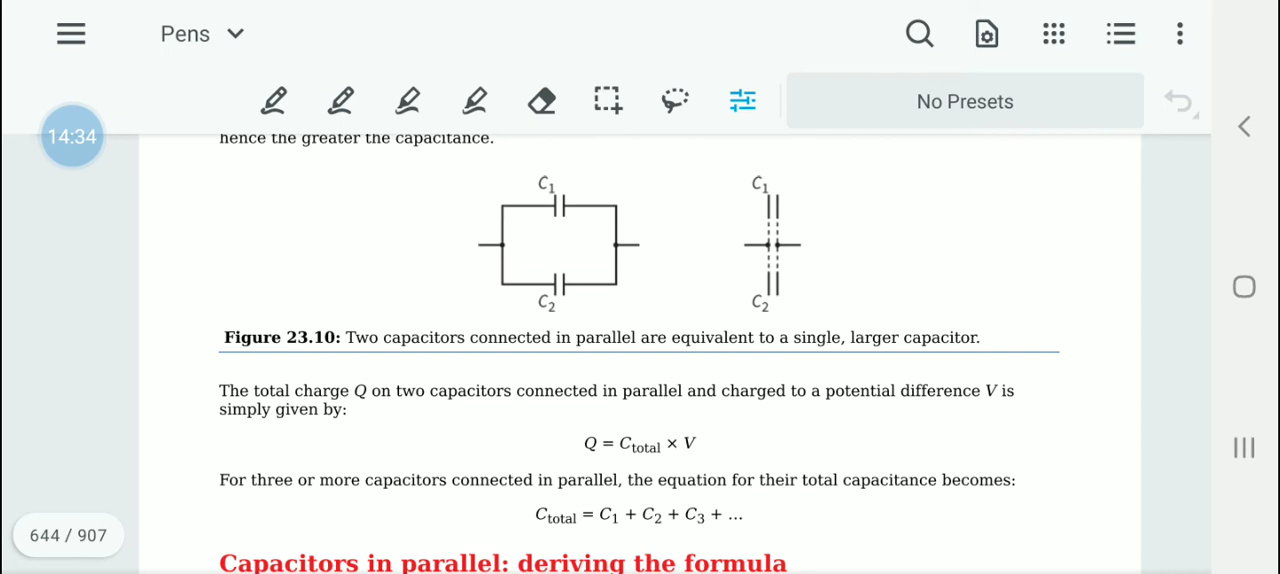 Pens
No Presets
14:34
hence the greater the capacitance.
C1
C1
C2
C2
Figure 23.10: Two capacitors connected in parallel are equivalent to a single, larger capacitor.
The total charge Q on two capacitors connected in parallel and charged to a potential difference V is
simply given by:
Q = Ctotal × V
For three or more capacitors connected in parallel, the equation for their total capacitance becomes:
Ctotal = C1 + C2 + C3 + ...
644 / 907
Capacitors in parallel: deriving the formula